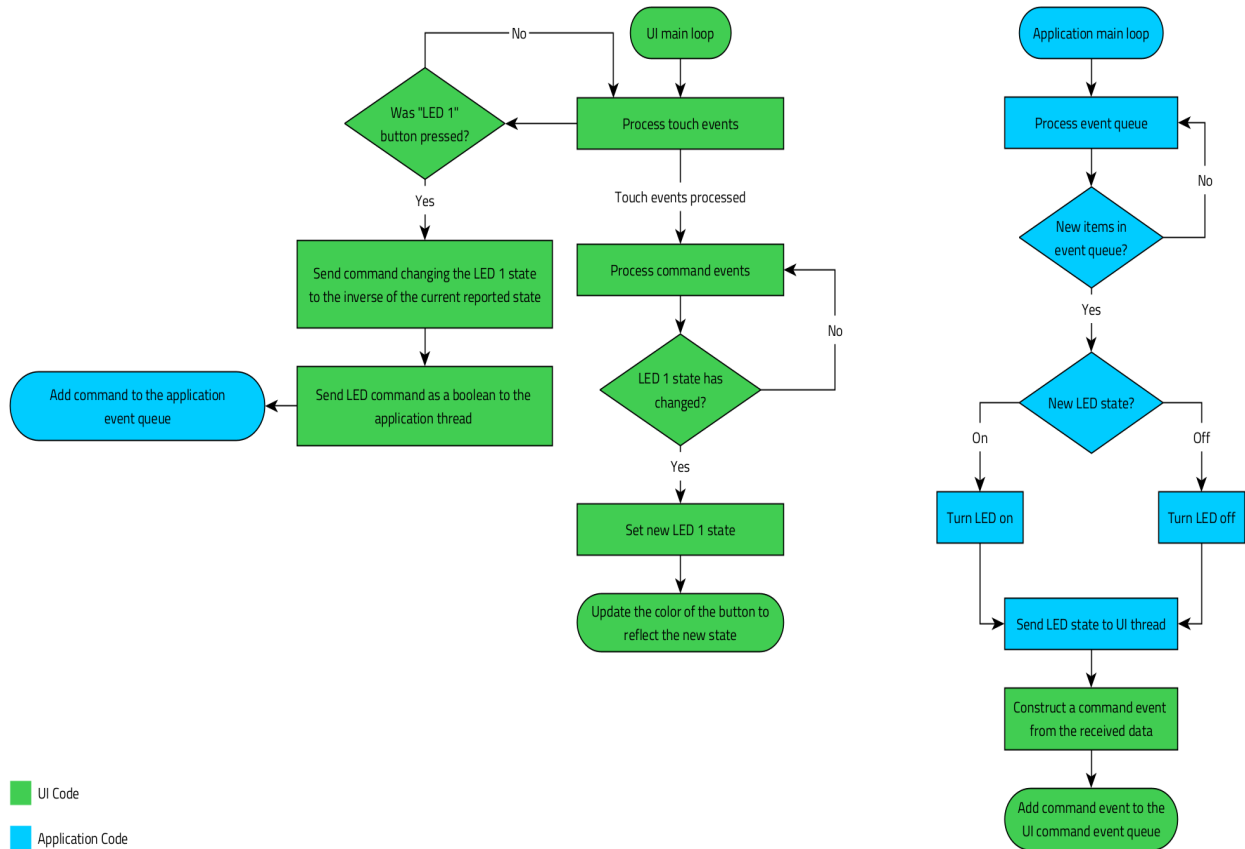 No
UI main loop
Application main loop
Was "LED 1"
button pressed?
Process touch events
Process event queue
No
Yes
Touch events processed
New items in
event queue?
Send command changing the LED 1 state
to the inverse of the current reported state
Process command events
Yes
No
LED 1 state has
changed?
Add command to the application
event queue
Send LED command as a boolean to the
application thread
New LED state?
On
Off
Yes
Set new LED 1 state
Turn LED on
Turn LED off
Update the color of the button to
reflect the new state
Send LED state to UI thread
Construct a command event
from the received data
UI Code
Add command event to the
UI command event queue
Application Code